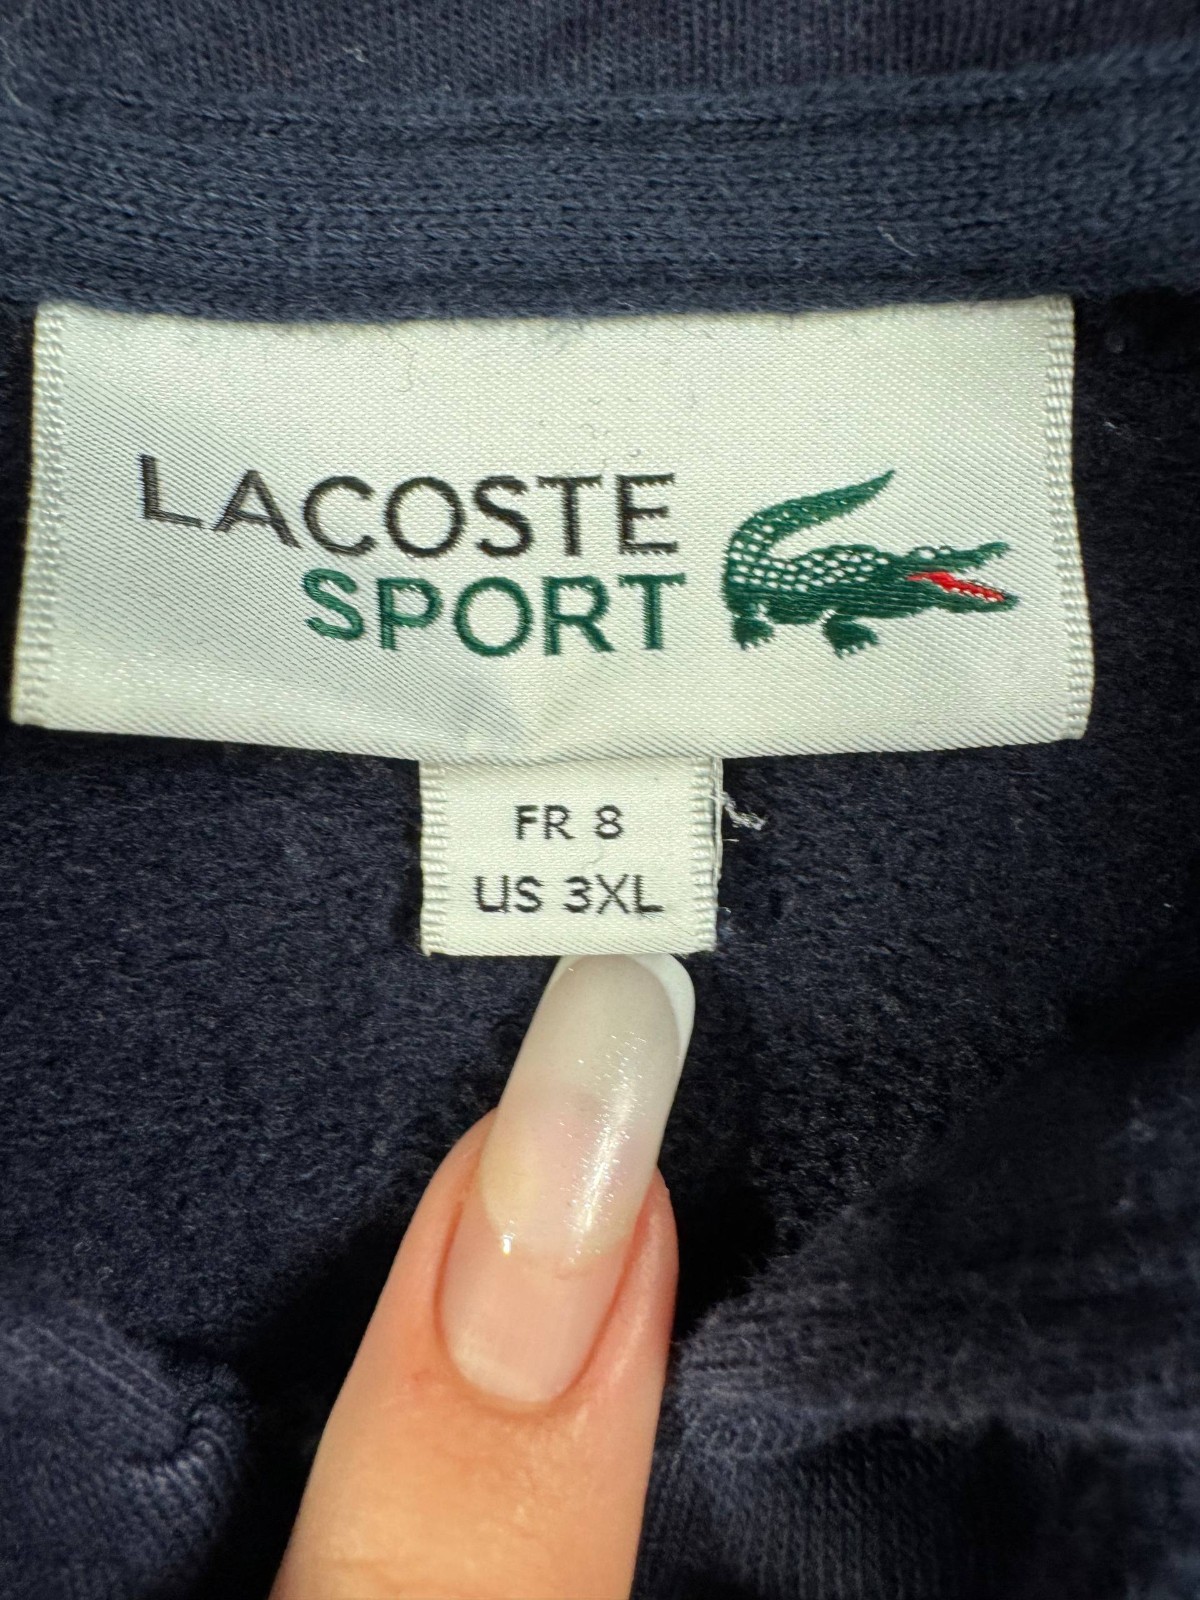 LACOSTE
SPORT
FR 8
US 3XL